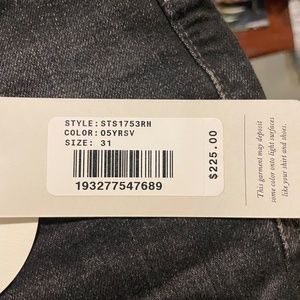 STYLE:STS1753RH
COLOR:05YRSV
SIZE: 31
193277547689
$225.00
This garment may deposit
some color onto light surfaces
like your shirt and shoes.